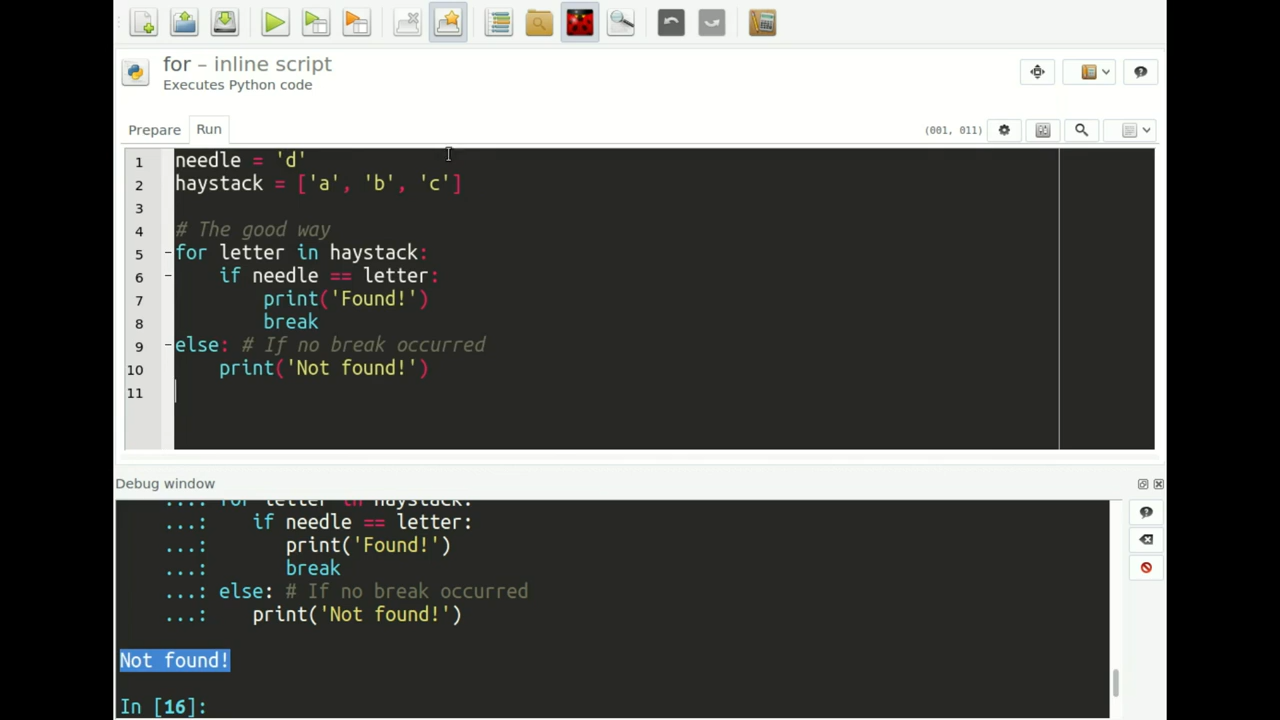 for – inline script
Executes Python code
Prepare Run (001, 011)
1 needle = 'd'
2 haystack = ['a', 'b', 'c']
3
4 # The good way
5 for letter in haystack:
6     if needle == letter:
7         print('Found!')
8         break
9 else: # If no break occurred
10     print('Not found!')
11
Debug window
...: for letter in haystack:
...:     if needle == letter:
...:         print('Found!')
...:         break
...: else: # If no break occurred
...:     print('Not found!')
Not found!
In [16]: